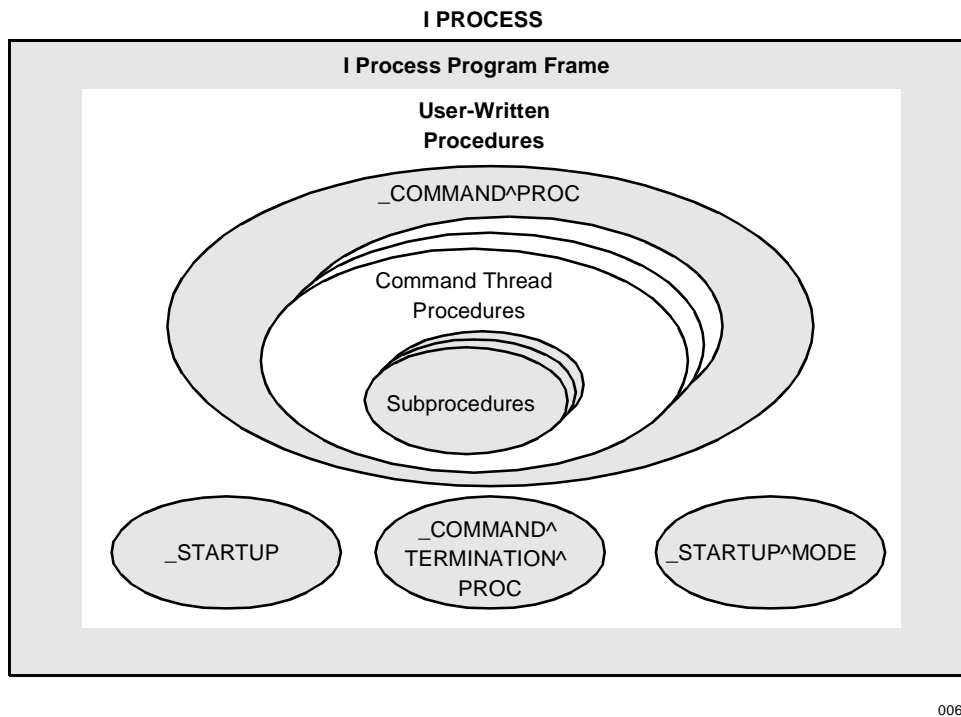 I PROCESS
I Process Program Frame
User-Written
Procedures
_COMMAND^PROC
Command Thread
Procedures
Subprocedures
_STARTUP
_COMMAND^
TERMINATION^
PROC
_STARTUP^MODE
006